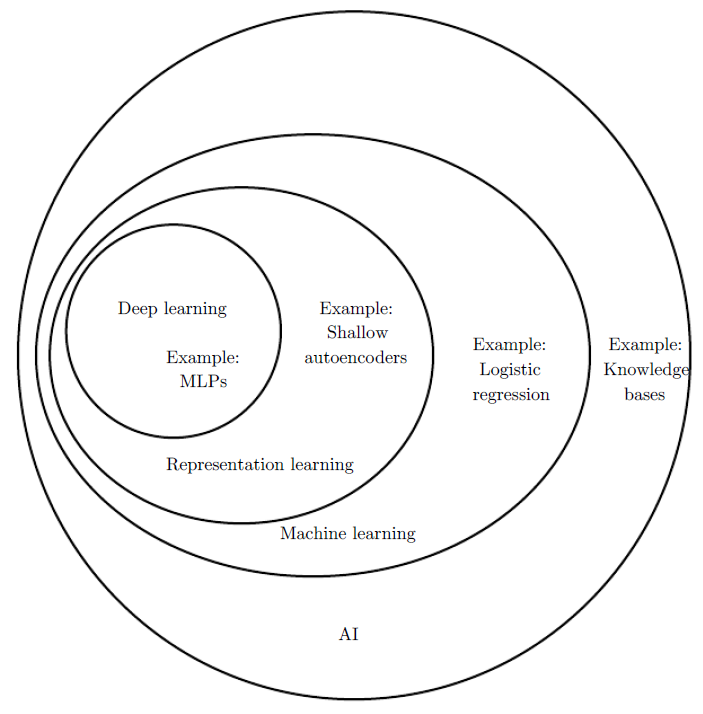 Deep learning
Example:
MLPs
Example:
Shallow
autoencoders
Example:
Logistic
regression
Example:
Knowledge
bases
Representation learning
Machine learning
AI